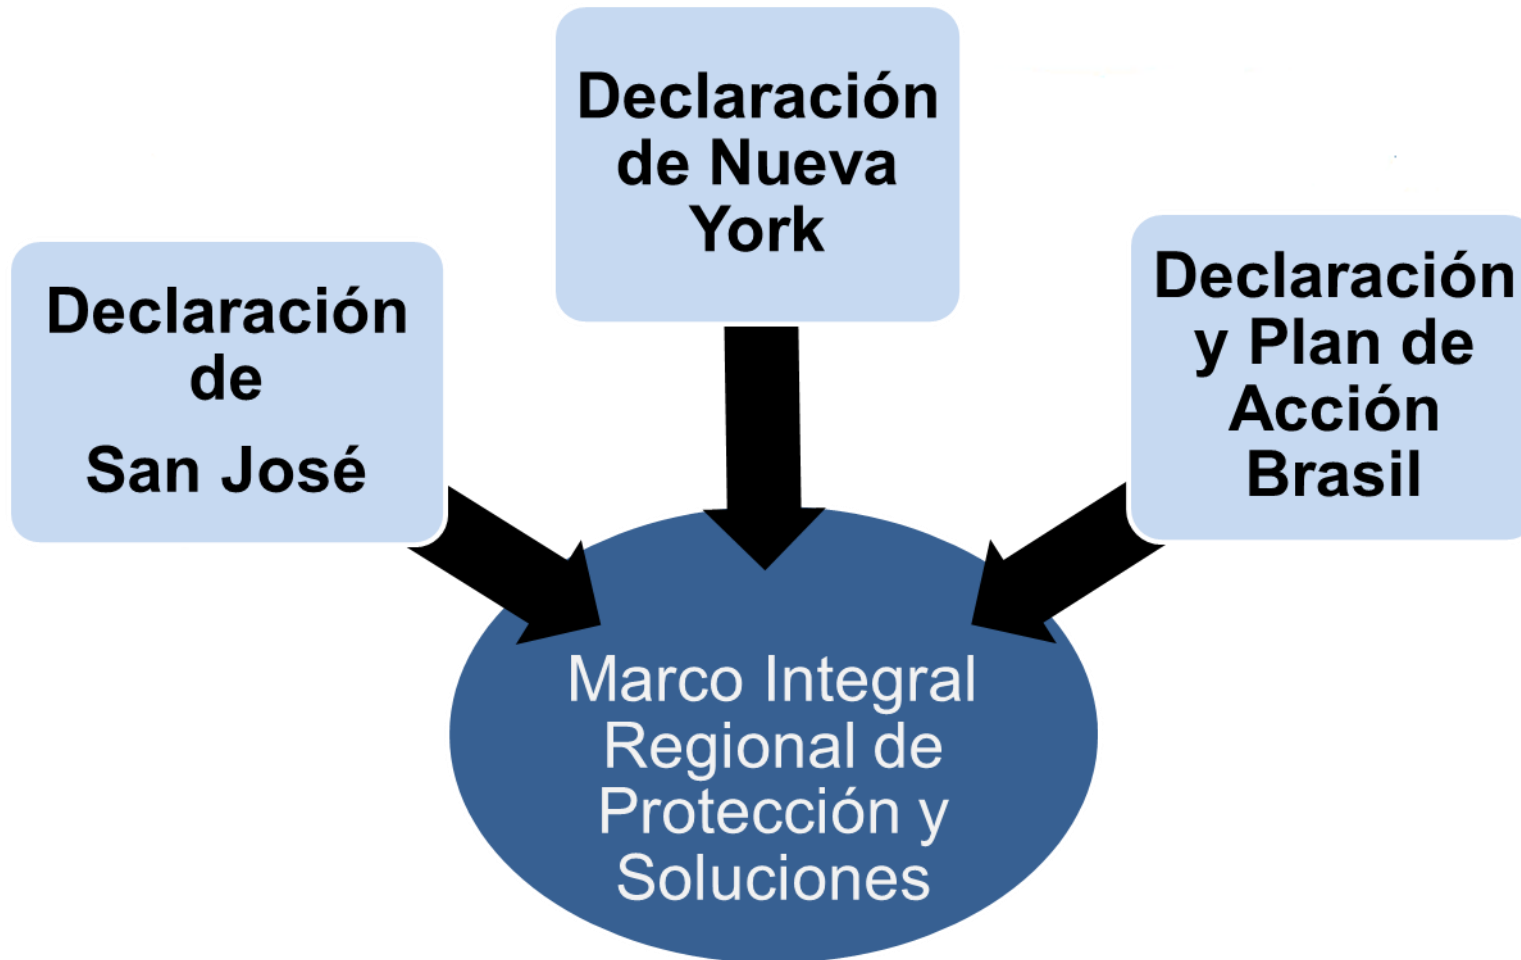 Declaración
de Nueva
York
Declaración
de
San José
Declaración
y Plan de
Acción
Brasil
Marco Integral
Regional de
Protección y
Soluciones